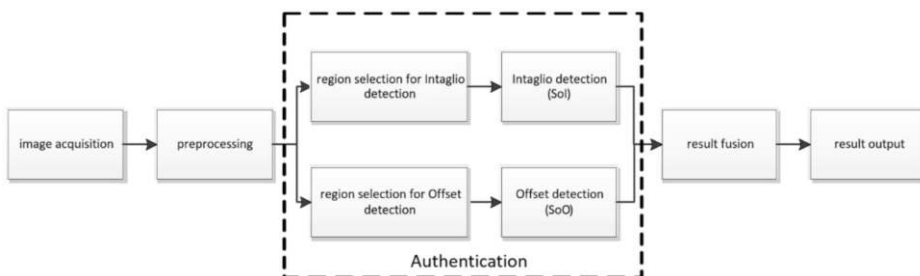 image acquisition
preprocessing
region selection for Intaglio
detection
Intaglio detection
(SoI)
region selection for Offset
detection
Offset detection
(SoO)
result fusion
result output
Authentication